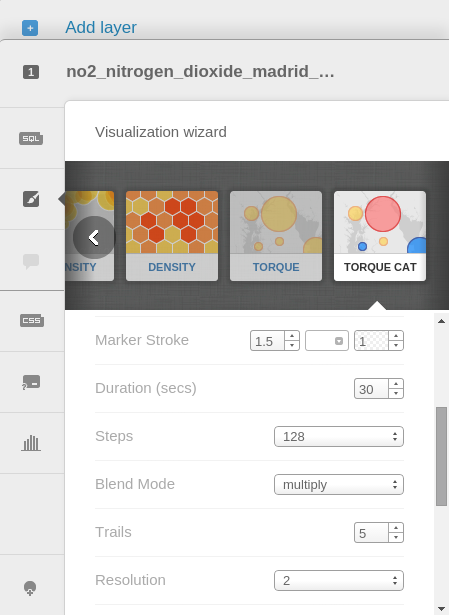 Add layer
1 no2_nitrogen_dioxide_madrid_...
SQL
Visualization wizard
NSITY DENSITY TORQUE TORQUE CAT
CSS
Marker Stroke 1.5 1
Duration (secs) 30
Steps 128
Blend Mode multiply
Trails 5
Resolution 2